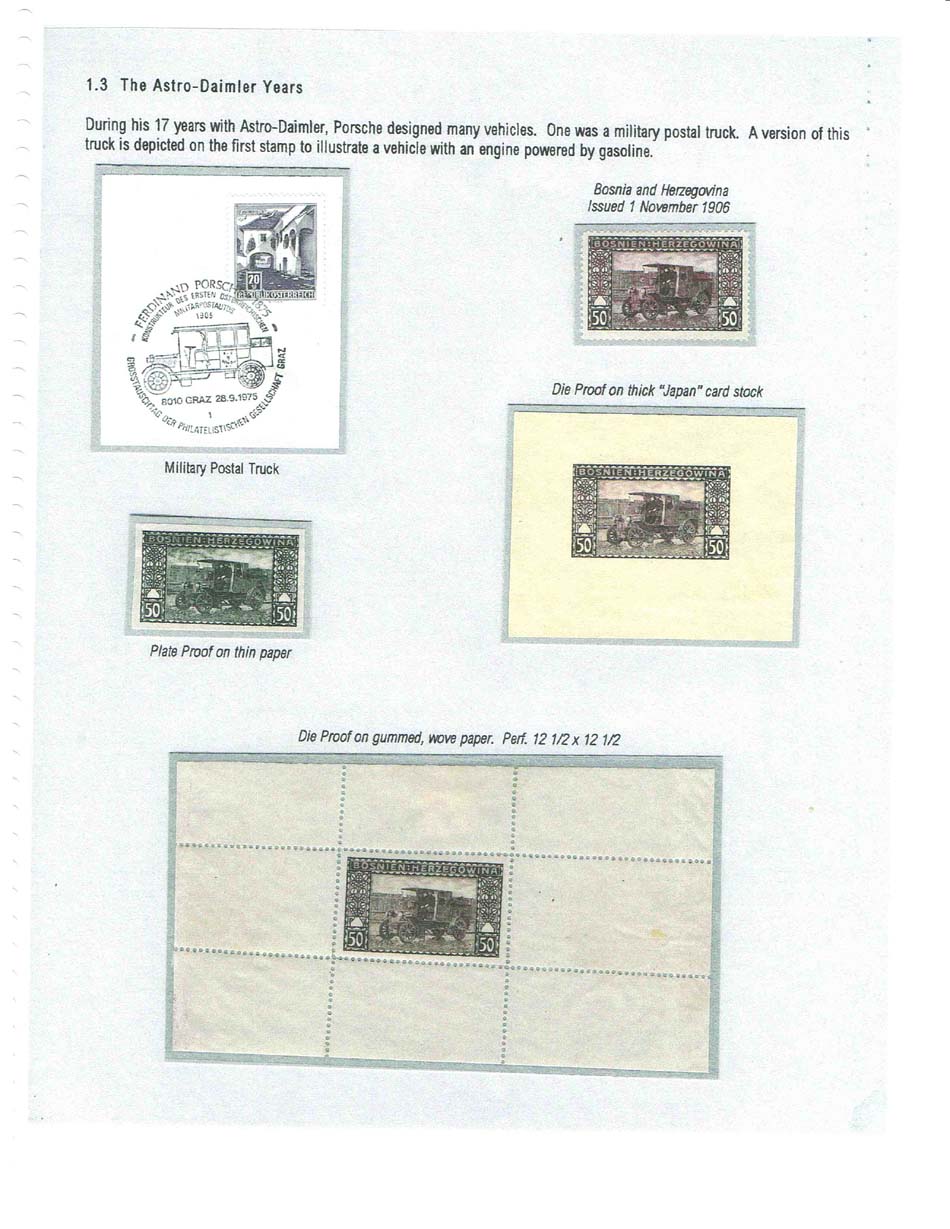 1.3 The Astro-Daimler Years
During his 17 years with Astro-Daimler, Porsche designed many vehicles. One was a military postal truck. A version of this
truck is depicted on the first stamp to illustrate a vehicle with an engine powered by gasoline.
Bosnia and Herzegovina
Issued 1 November 1906
BOSNIEN:HERZEGOWINA
50 50
70
REPUBLIK ÖSTERREICH
FERDINAND PORSCHE 1875
KONSTRUKTEUR DES ERSTEN ÖSTERREICHISCHEN
MILITÄRPOSTAUTOS
1905
8010 GRAZ 28.9.1975
1
GROSSTAUSCHTAG DER PHILATELISTISCHEN GESELLSCHAFT GRAZ
Military Postal Truck
Die Proof on thick "Japan" card stock
BOSNIEN:HERZEGOWINA
50 50
BOSNIEN:HERZEGOWINA
50 50
Plate Proof on thin paper
Die Proof on gummed, wove paper. Perf. 12 1/2 x 12 1/2
BOSNIEN:HERZEGOWINA
50 50